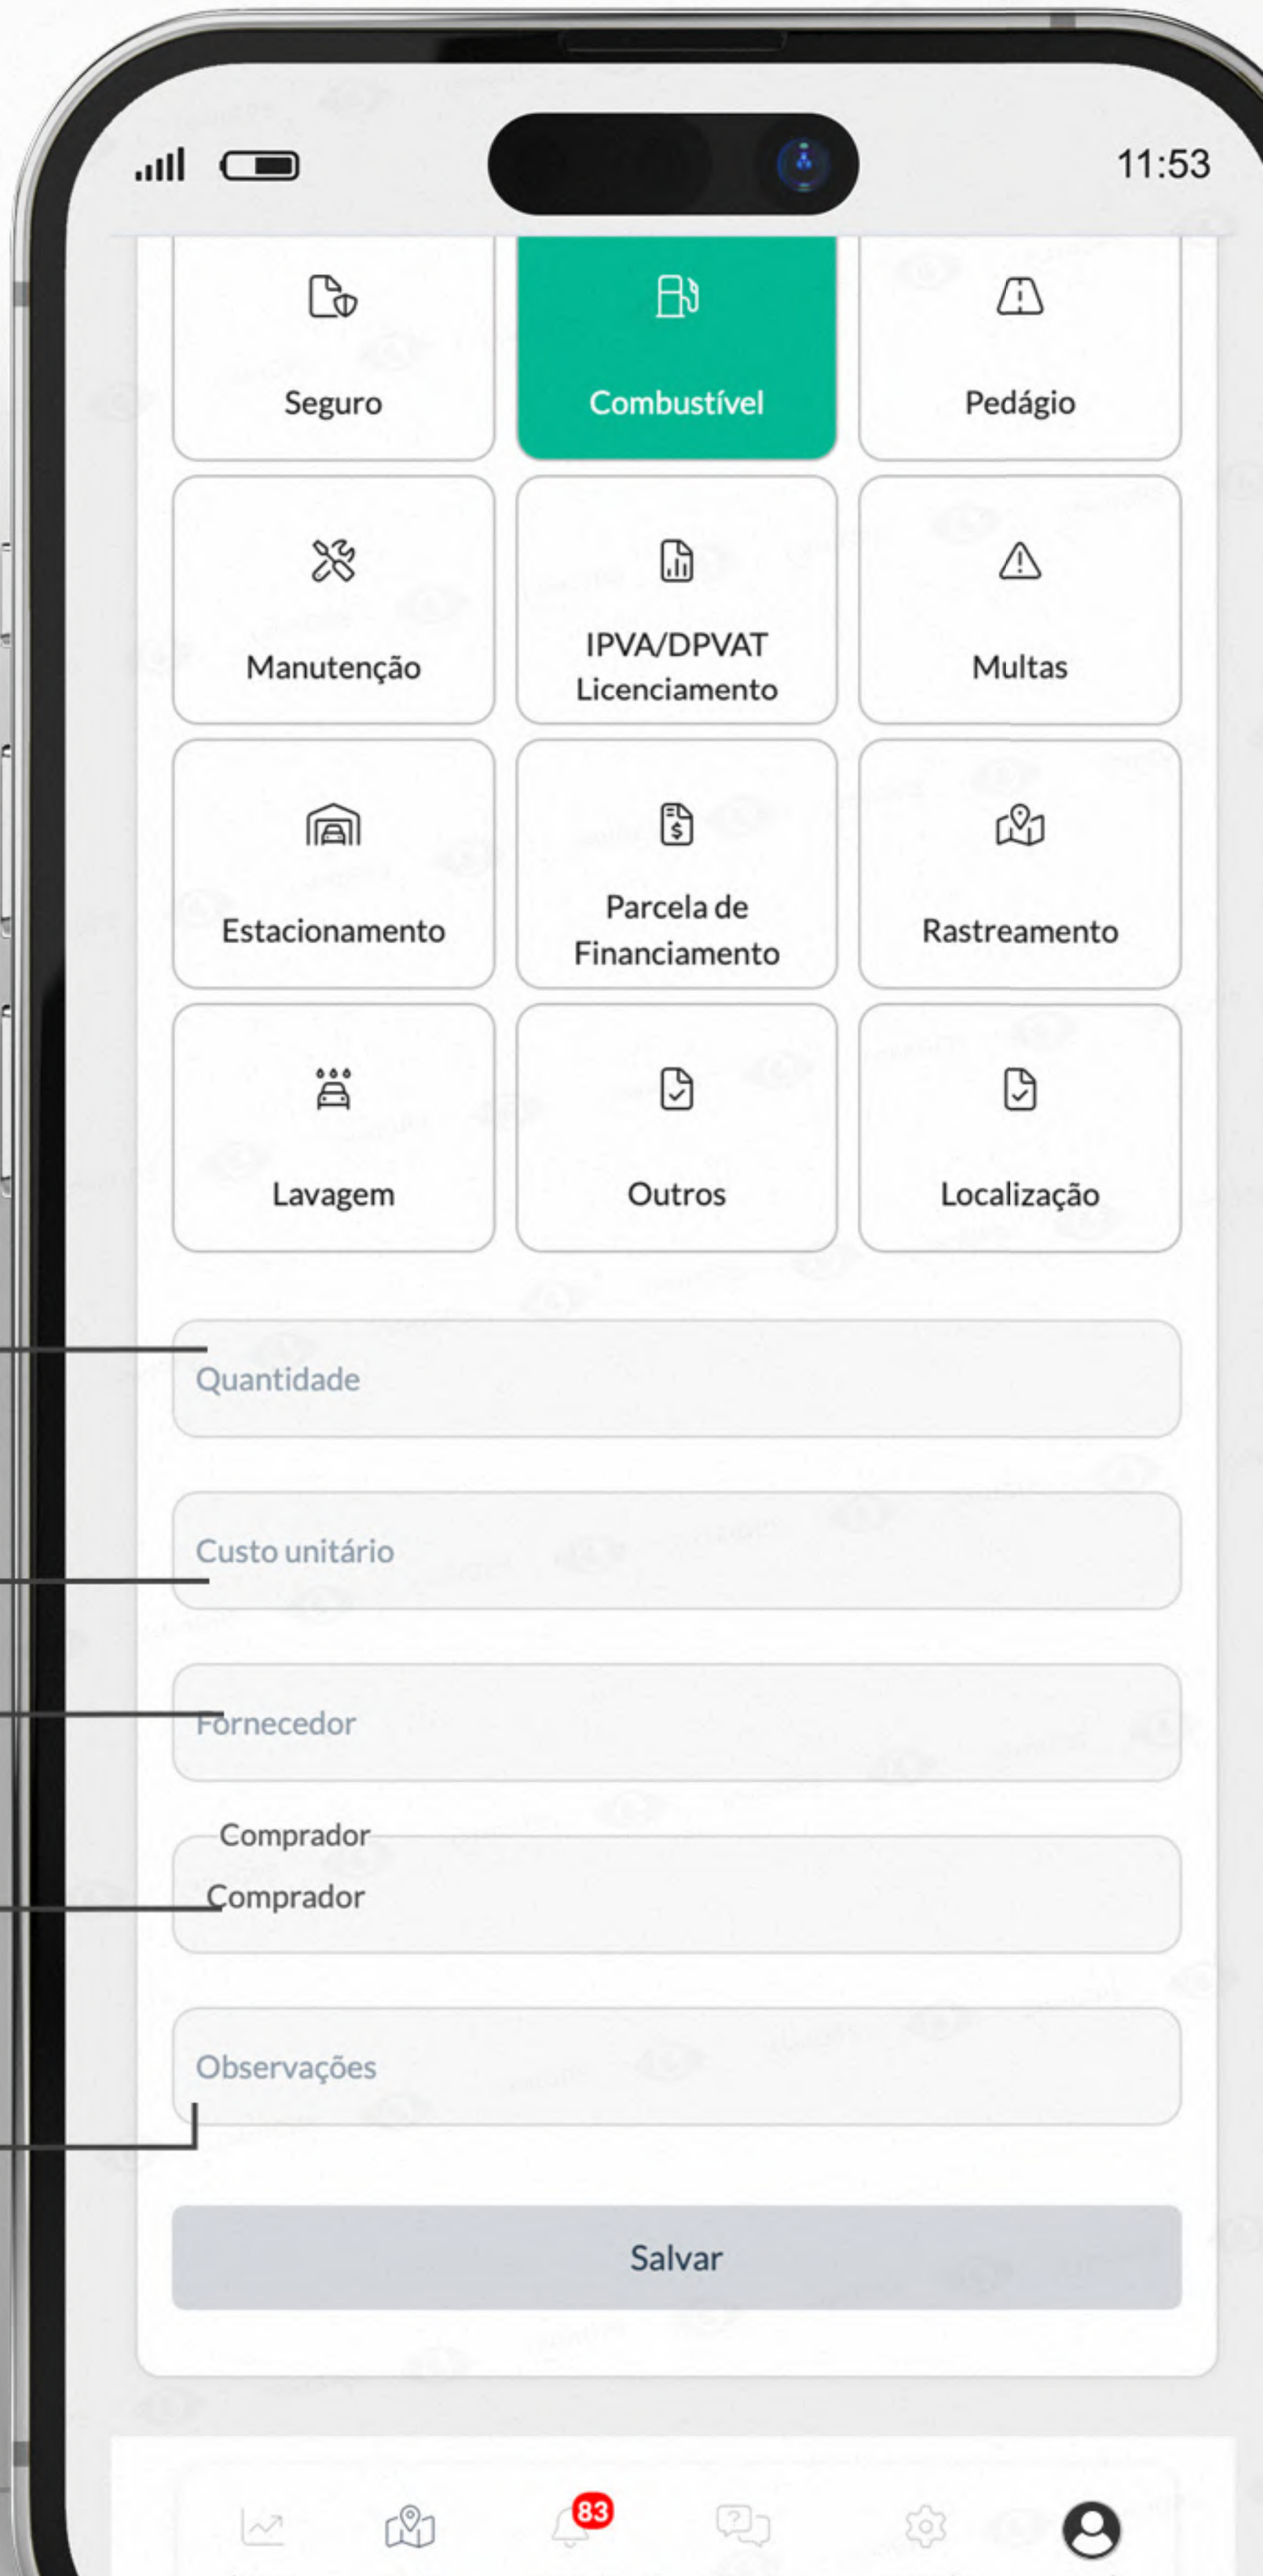 11:53
Seguro
Combustível
Pedágio
Manutenção
IPVA/DPVAT
Licenciamento
Multas
Estacionamento
Parcela de
Financiamento
Rastreamento
Lavagem
Outros
Localização
Quantidade
Custo unitário
Fornecedor
Comprador
Comprador
Observações
Salvar
83